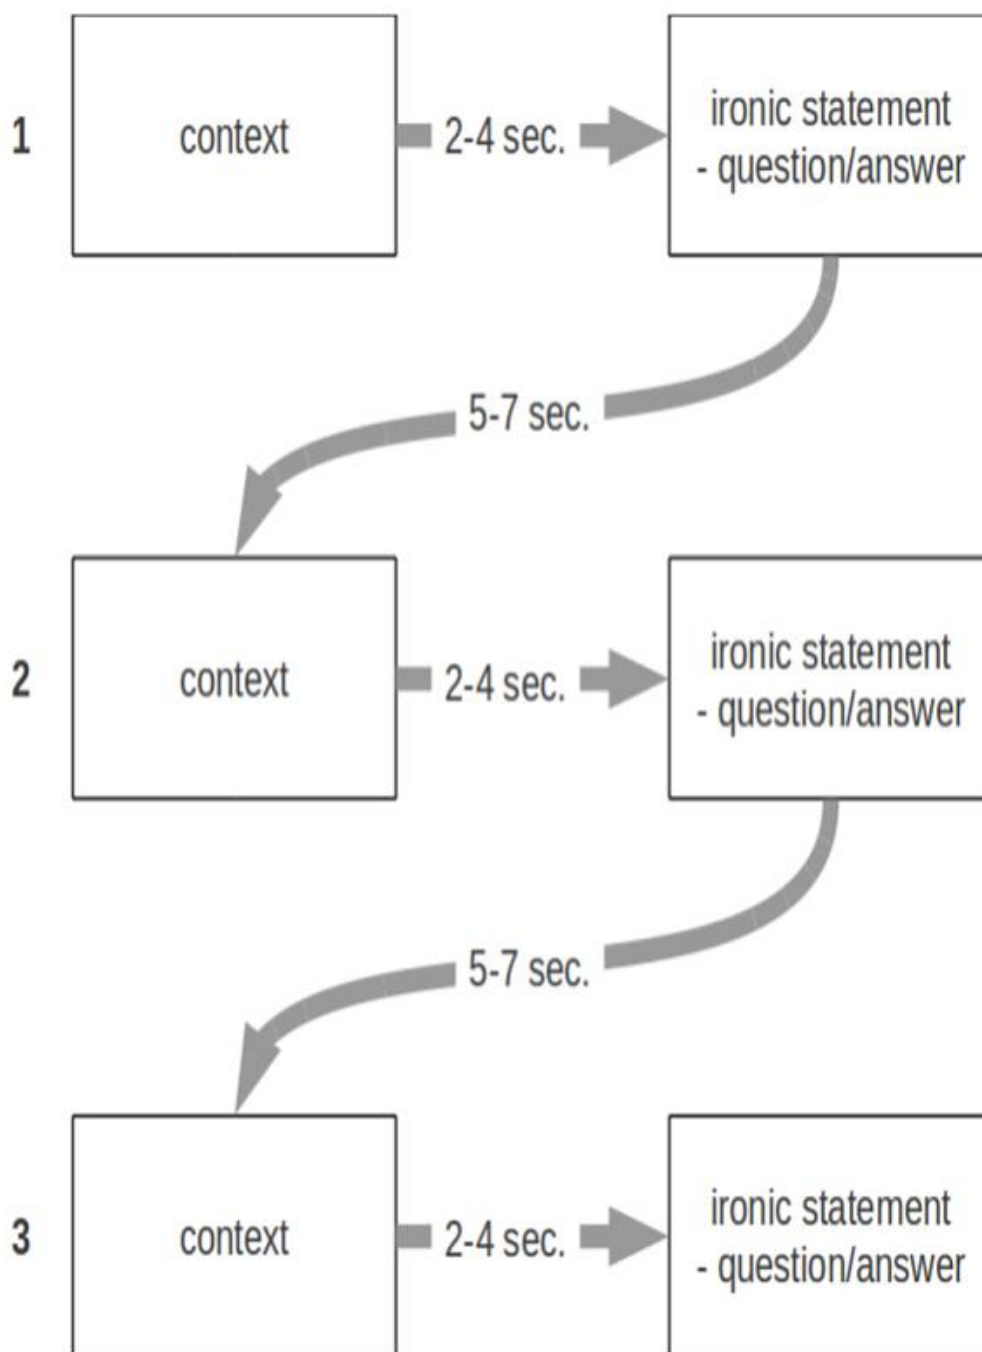 1
context
2-4 sec.
ironic statement
- question/answer
5-7 sec.
2
context
2-4 sec.
ironic statement
- question/answer
5-7 sec.
3
context
2-4 sec.
ironic statement
- question/answer